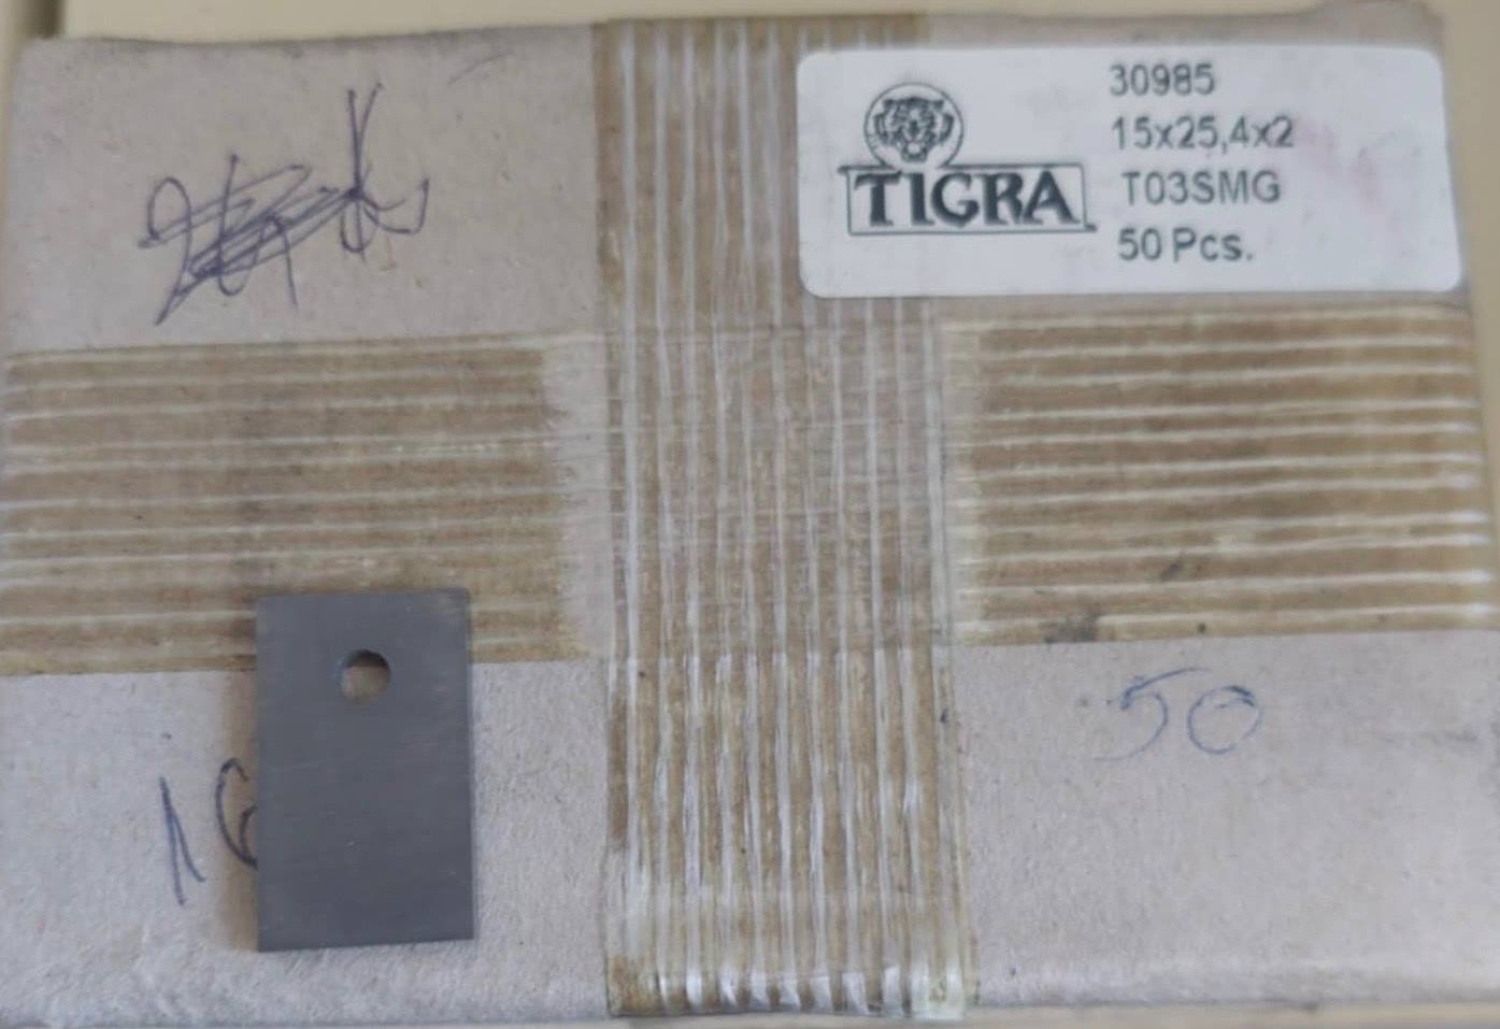 TIGRA
30985
15x25,4x2
T03SMG
50 Pcs.
50